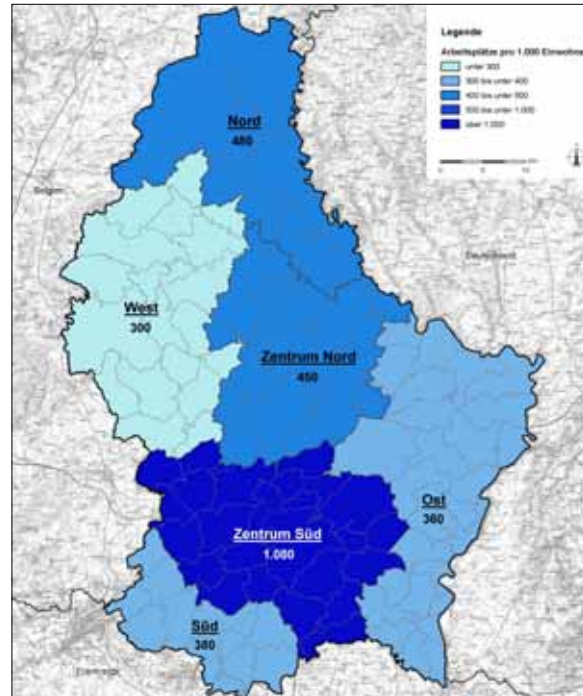 Legende
Arbeitsplätze pro 1.000 Einwohner
unter 300
300 bis unter 400
400 bis unter 500
500 bis unter 1.000
über 1.000
Nord
480
Belgien
Deutschland
West
300
Zentrum Nord
450
Ost
360
Zentrum Süd
1.080
Süd
380